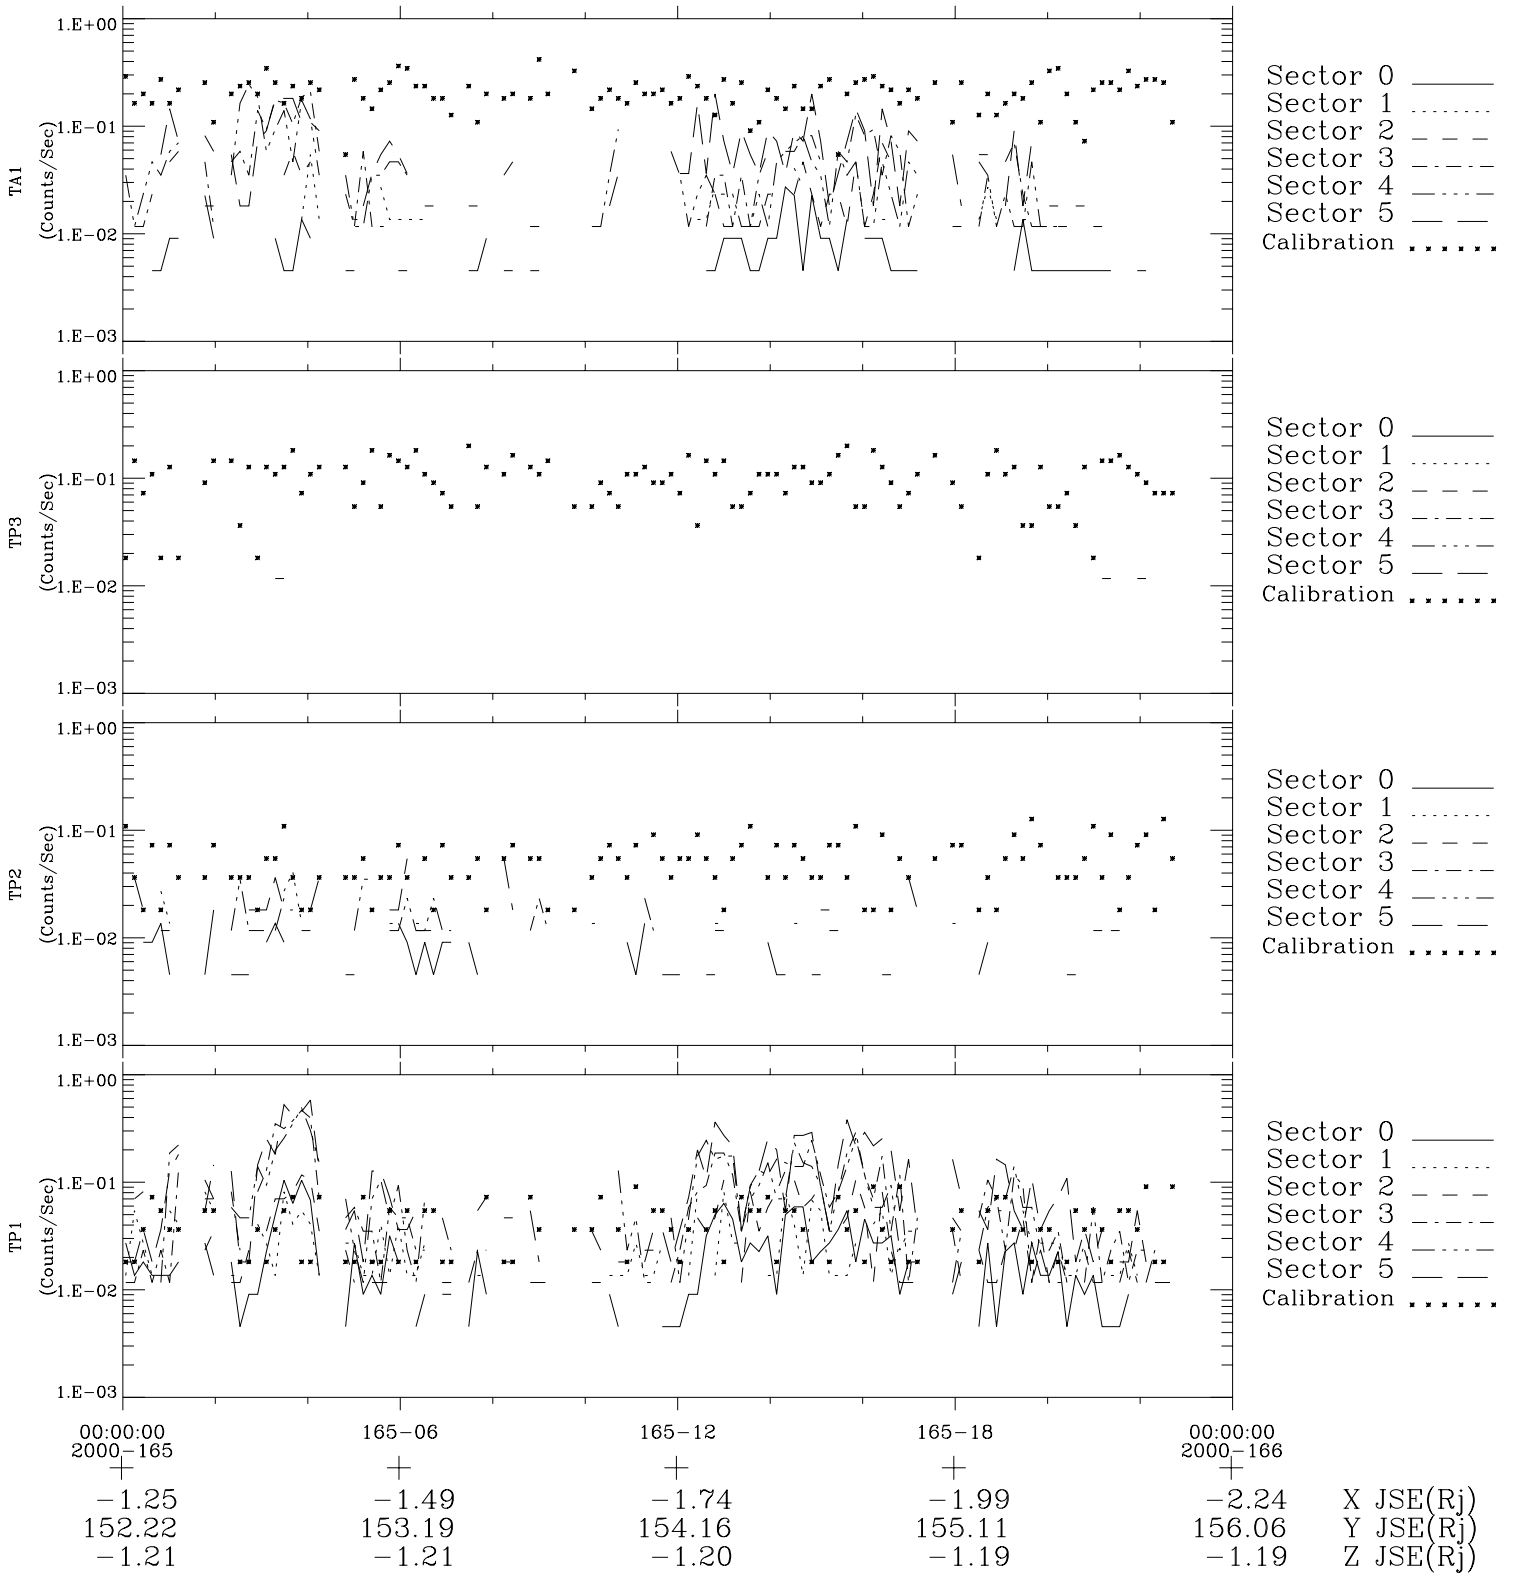 1.E+00
1.E−01
1.E−02
1.E−03
TA1
(Counts/Sec)
Sector 0
Sector 1
Sector 2
Sector 3
Sector 4
Sector 5
Calibration
1.E+00
1.E−01
1.E−02
1.E−03
TP3
(Counts/Sec)
Sector 0
Sector 1
Sector 2
Sector 3
Sector 4
Sector 5
Calibration
1.E+00
1.E−01
1.E−02
1.E−03
TP2
(Counts/Sec)
Sector 0
Sector 1
Sector 2
Sector 3
Sector 4
Sector 5
Calibration
1.E+00
1.E−01
1.E−02
1.E−03
TP1
(Counts/Sec)
Sector 0
Sector 1
Sector 2
Sector 3
Sector 4
Sector 5
Calibration
00:00:00 165−06 165−12 165−18 00:00:00
2000−165 2000−166
−1.25 −1.49 −1.74 −1.99 −2.24 X JSE(Rj)
152.22 153.19 154.16 155.11 156.06 Y JSE(Rj)
−1.21 −1.21 −1.20 −1.19 −1.19 Z JSE(Rj)